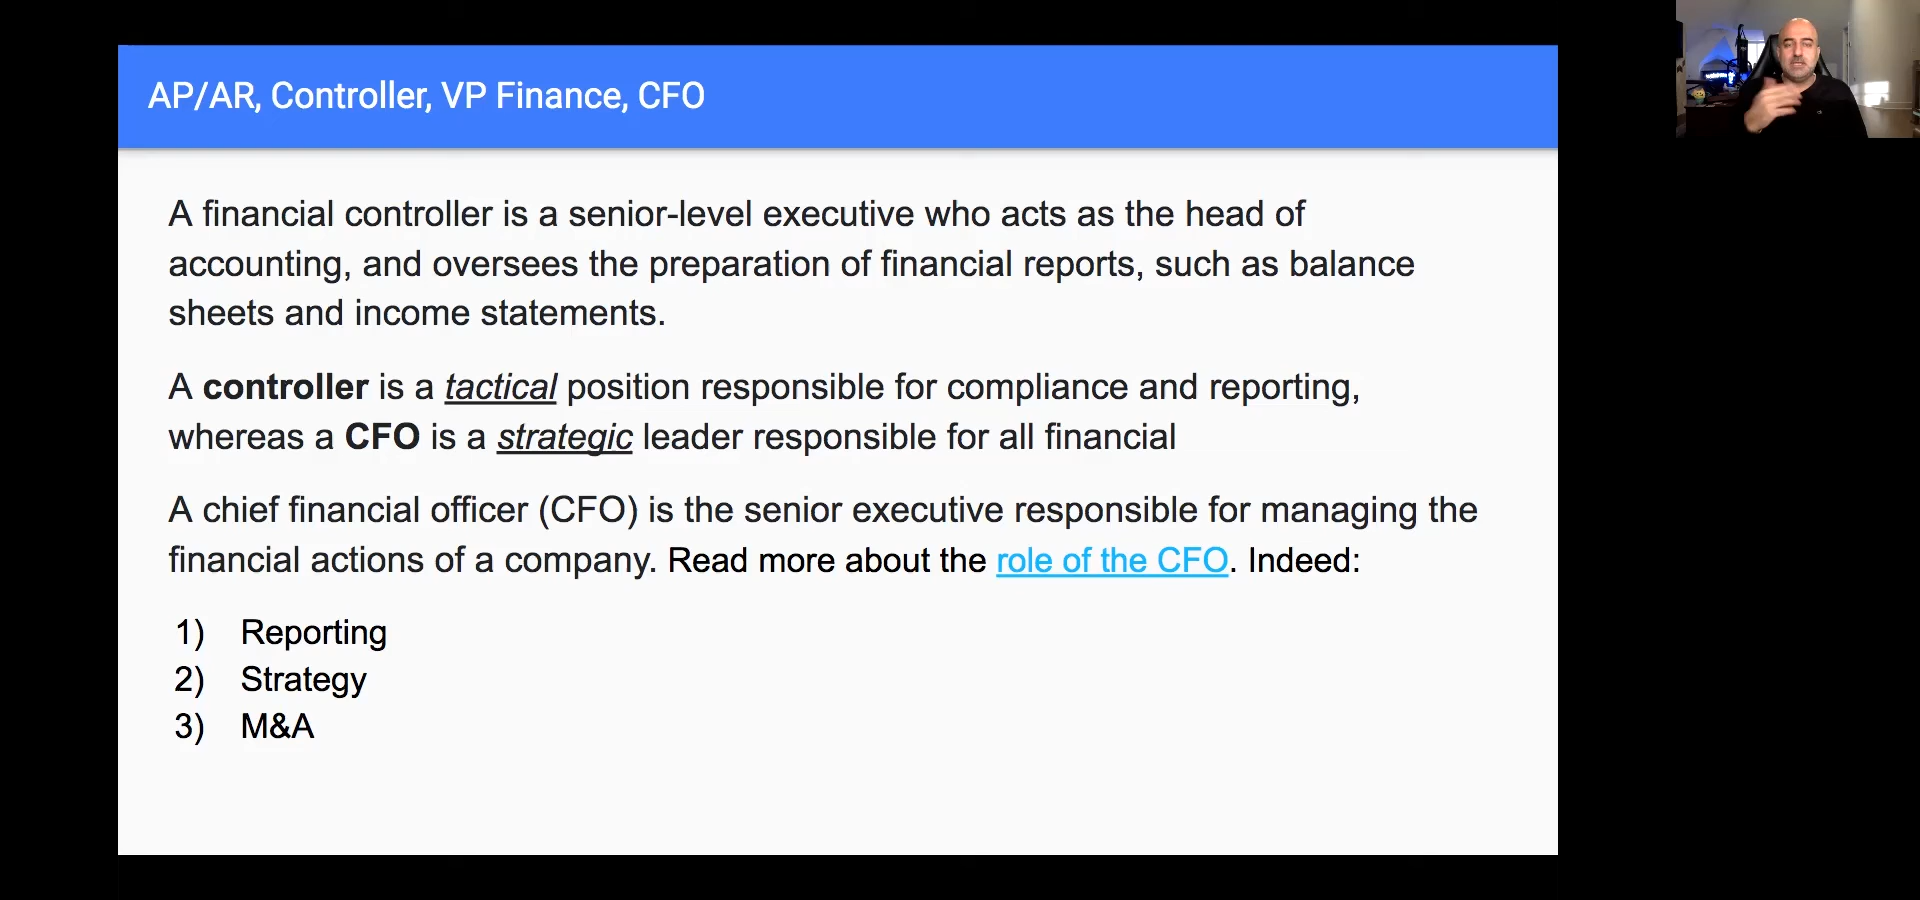 AP/AR, Controller, VP Finance, CFO
A financial controller is a senior-level executive who acts as the head of
accounting, and oversees the preparation of financial reports, such as balance
sheets and income statements.
A controller is a tactical position responsible for compliance and reporting,
whereas a CFO is a strategic leader responsible for all financial
A chief financial officer (CFO) is the senior executive responsible for managing the
financial actions of a company. Read more about the role of the CFO. Indeed:
1) Reporting
2) Strategy
3) M&A